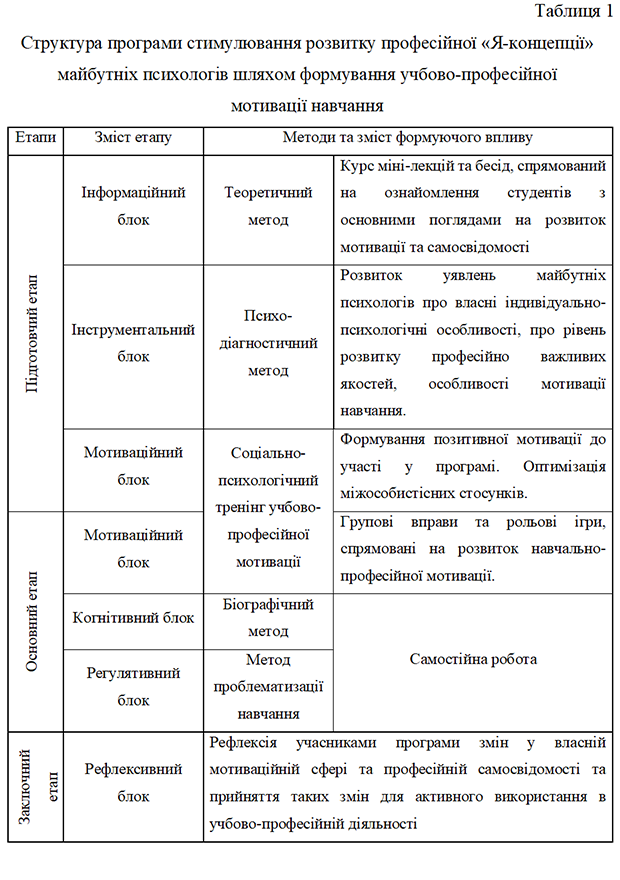 Таблиця 1
Структура програми стимулювання розвитку професійної «Я-концепції»
майбутніх психологів шляхом формування учбово-професійної
мотивації навчання
Етапи
Зміст етапу
Методи та зміст формуючого впливу
Підготовчий етап
Інформаційний
блок
Теоретичний
метод
Курс міні-лекцій та бесід, спрямований
на ознайомлення студентів з
основними поглядами на розвиток
мотивації та самосвідомості
Інструментальний
блок
Психо-
діагностичний
метод
Розвиток уявлень майбутніх
психологів про власні індивідуально-
психологічні особливості, про рівень
розвитку професійно важливих
якостей, особливості мотивації
навчання.
Мотиваційний
блок
Соціально-
психологічний
тренінг учбово-
професійної
мотивації
Формування позитивної мотивації до
участі у програмі. Оптимізація
міжособистісних стосунків.
Основний етап
Мотиваційний
блок
Групові вправи та рольові ігри,
спрямовані на розвиток навчально-
професійної мотивації.
Когнітивний блок
Біографічний
метод
Самостійна робота
Регулятивний
блок
Метод
проблематизації
навчання
Заключний
етап
Рефлексивний
блок
Рефлексія учасниками програми змін у власній
мотиваційній сфері та професійній самосвідомості та
прийняття таких змін для активного використання в
учбово-професійній діяльності